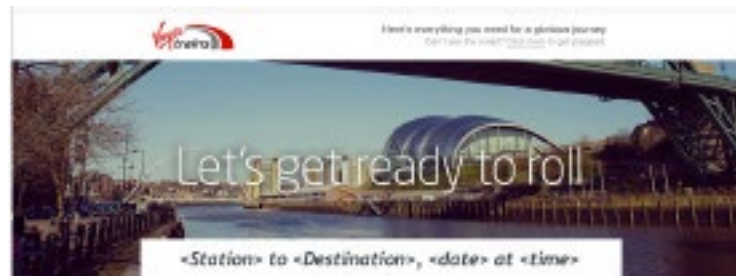 Virgin
trains
Here's everything you need for a glorious journey
Let's get ready to roll
<Station> to <Destination>, <date> at <time>